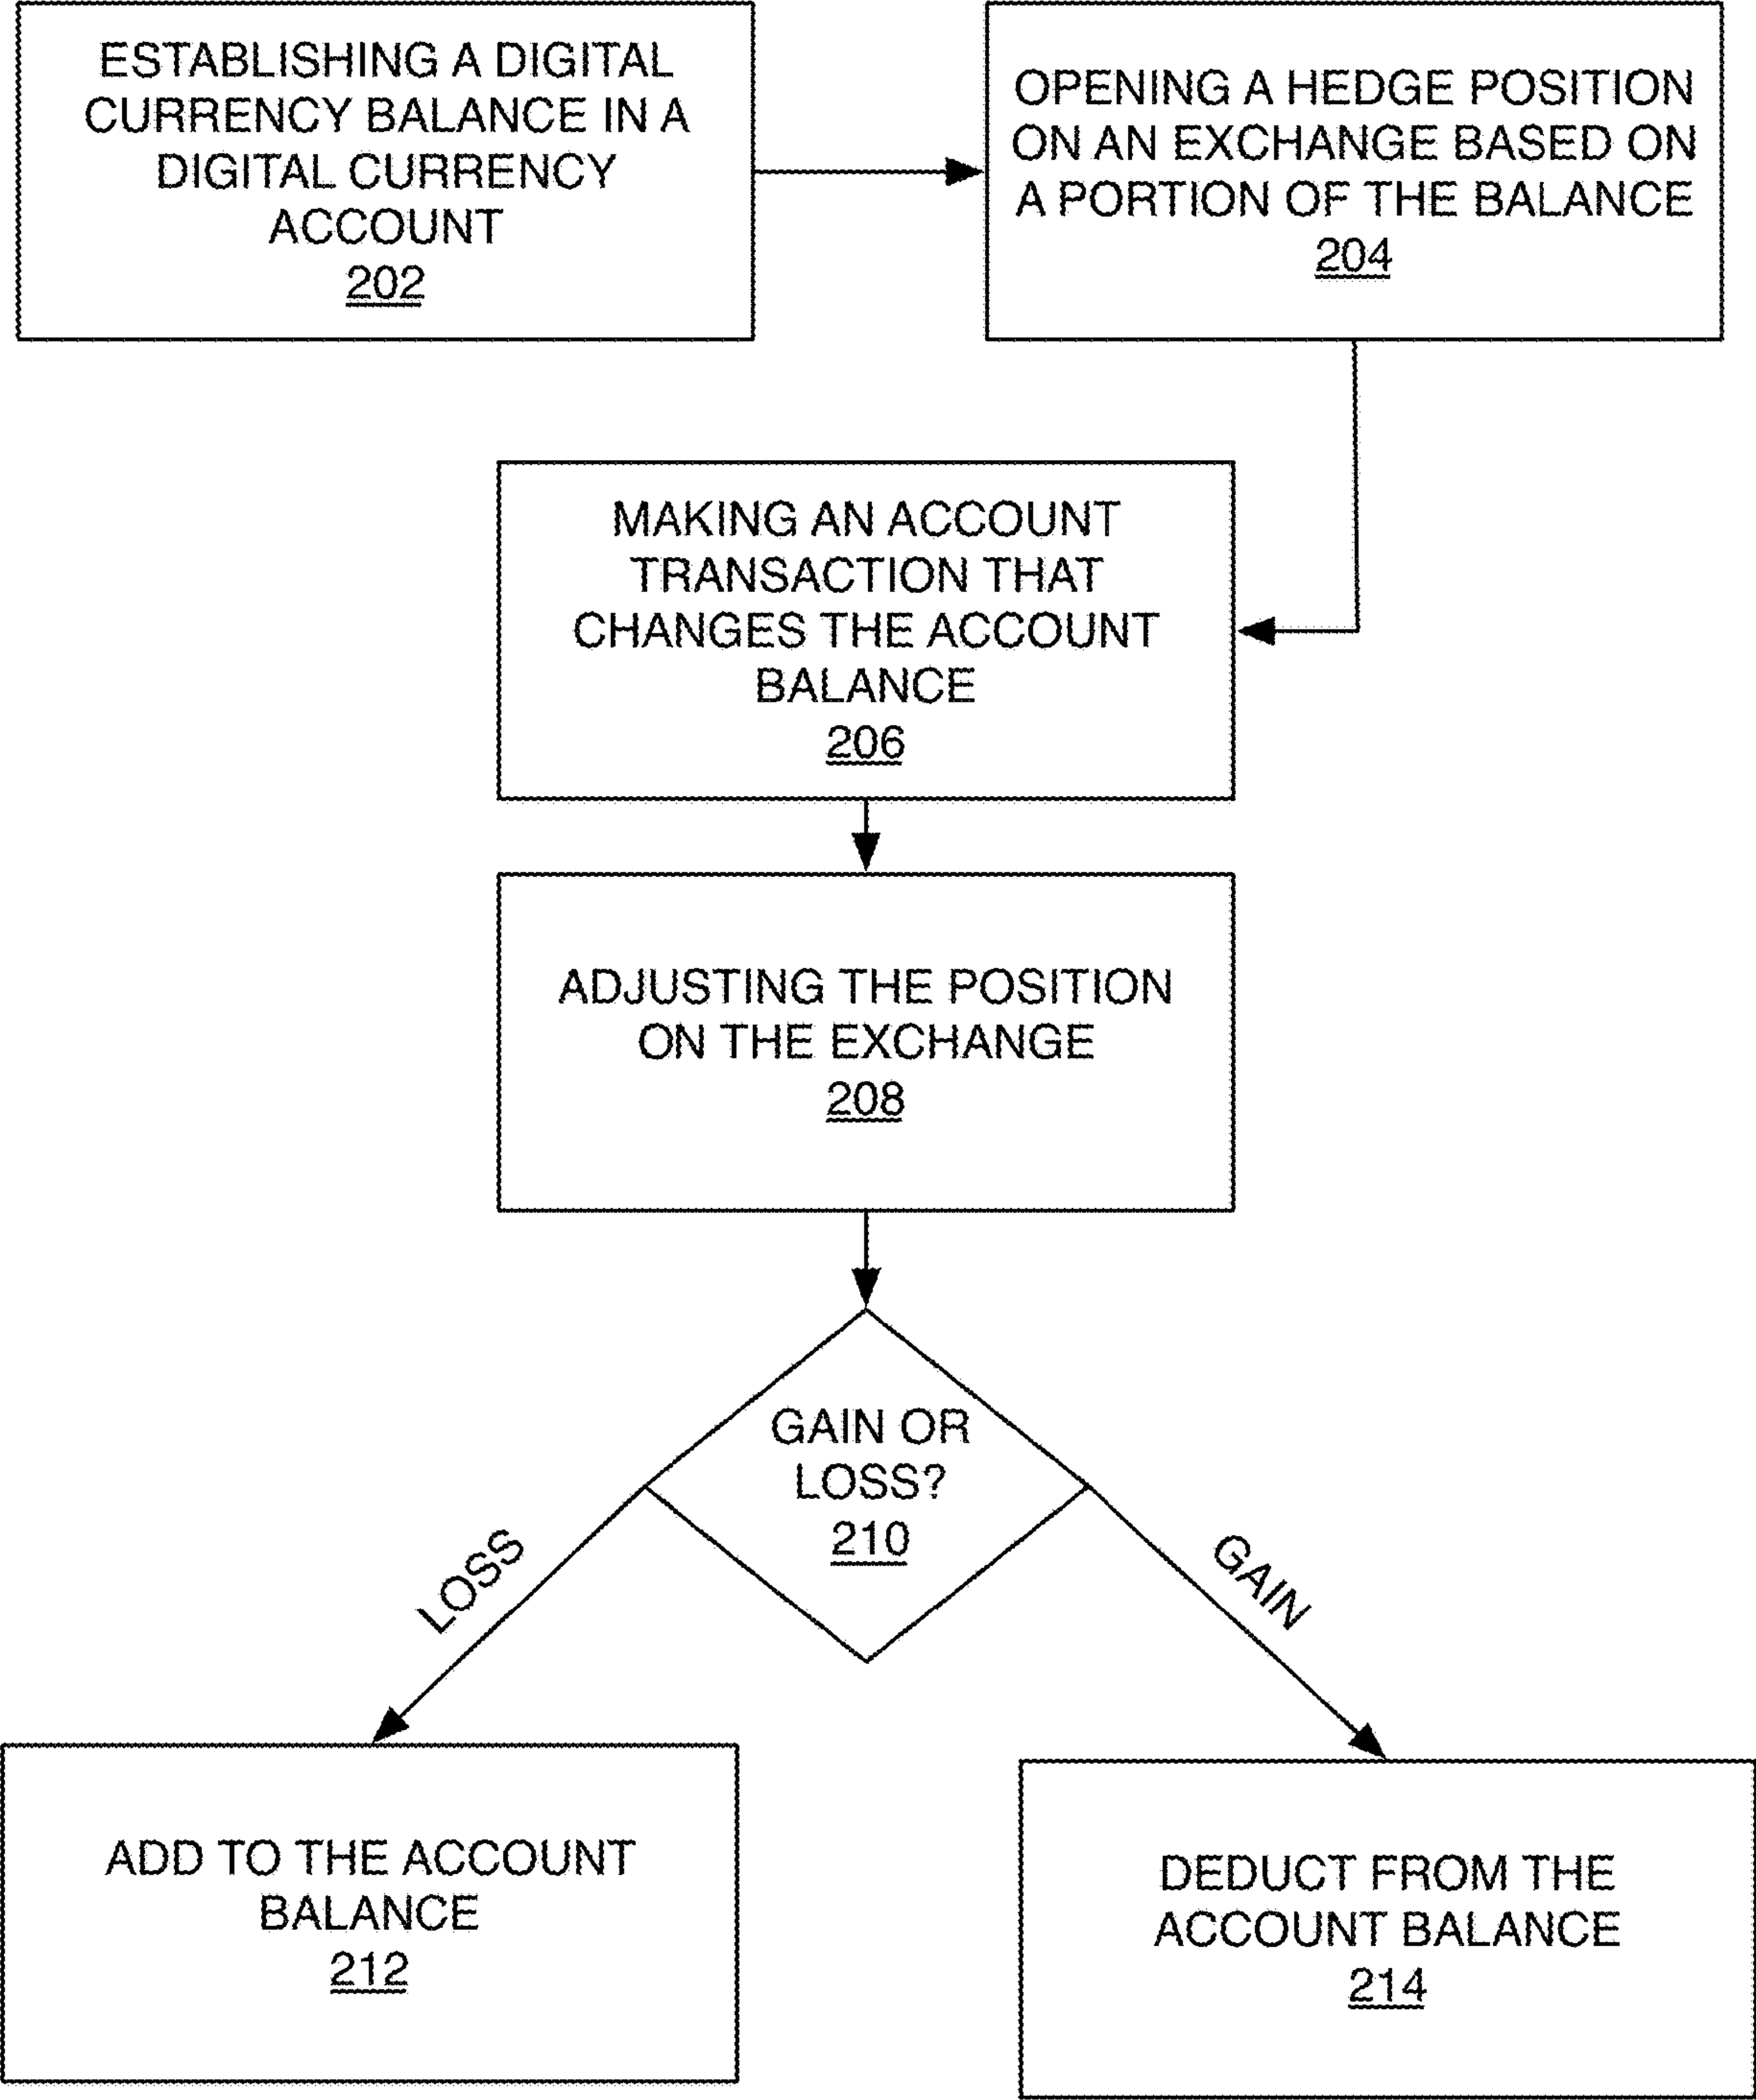 ESTABLISHING A DIGITAL
CURRENCY BALANCE IN A
DIGITAL CURRENCY
ACCOUNT
202
OPENING A HEDGE POSITION
ON AN EXCHANGE BASED ON
A PORTION OF THE BALANCE
204
MAKING AN ACCOUNT
TRANSACTION THAT
CHANGES THE ACCOUNT
BALANCE
206
ADJUSTING THE POSITION
ON THE EXCHANGE
208
GAIN OR
LOSS?
210
LOSS
GAIN
ADD TO THE ACCOUNT
BALANCE
212
DEDUCT FROM THE
ACCOUNT BALANCE
214